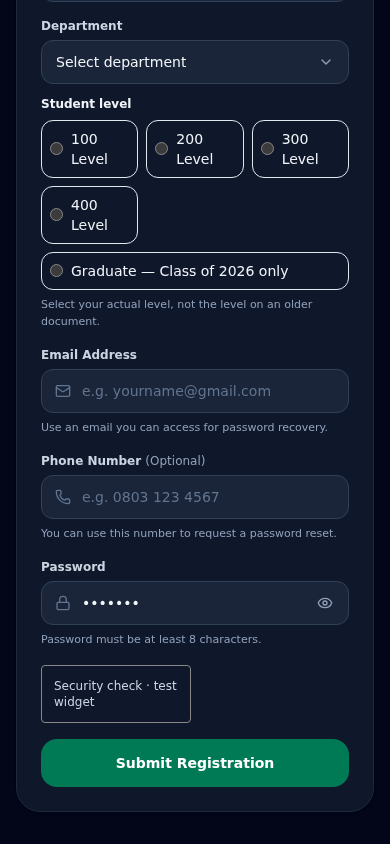 Department
Select department
Student level
100
Level
200
Level
300
Level
400
Level
Graduate — Class of 2026 only
Select your actual level, not the level on an older
document.
Email Address
e.g. yourname@gmail.com
Use an email you can access for password recovery.
Phone Number (Optional)
e.g. 0803 123 4567
You can use this number to request a password reset.
Password
•••••••
Password must be at least 8 characters.
Security check · test
widget
Submit Registration